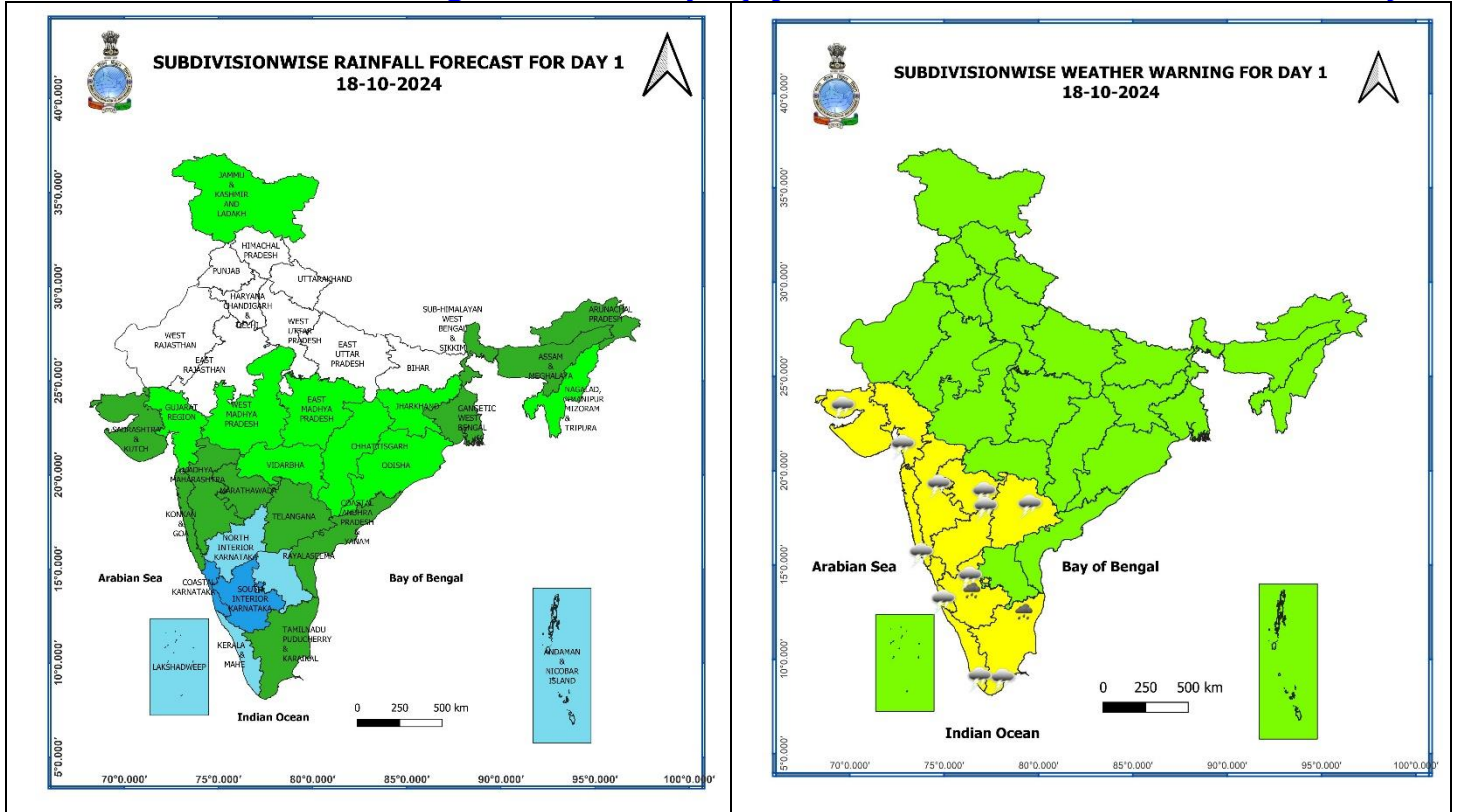 SUBDIVISIONWISE RAINFALL FORECAST FOR DAY 1
18-10-2024
40°0.000'
35°0.000'
30°0.000'
25°0.000'
20°0.000'
15°0.000'
10°0.000'
5°0.000'
JAMMU
&
KASHMIR
AND
LADAKH
HIMACHAL
PRADESH
PUNJAB
UTTARAKHAND
HARYANA
CHANDIGARH
&
DELHI
WEST
UTTAR
PRADESH
SUB-HIMALAYAN
WEST
BENGAL
&
SIKKIM
ARUNACHAL
PRADESH
WEST
RAJASTHAN
EAST
RAJASTHAN
EAST
UTTAR
PRADESH
BIHAR
ASSAM
&
MEGHALAYA
NAGALAD,
MIZORAM
&
TRIPURA
GUJARAT
REGION
WEST
MADHYA
PRADESH
EAST
MADHYA
PRADESH
JHARKHAND
GANGETIC
WEST
BENGAL
SAURASHTRA
&
KUTCH
CHHATTISGARH
VIDARBHA
ODISHA
MADHYA
MAHARASHTRA
MARATHAWADA
KONKAN
&
GOA
TELANGANA
COASTAL
ANDHRA
PRADESH
&
YANAM
NORTH
INTERIOR
KARNATAKA
RAYALASEEMA
Arabian Sea
Bay of Bengal
COASTAL
KARNATAKA
SOUTH
INTERIOR
KARNATAKA
TAMILNADU
PUDUCHERRY
&
KARAIKAL
KERALA
&
MAHE
LAKSHADWEEP
ANDAMAN
&
NICOBAR
ISLAND
Indian Ocean
0 250 500 km
70°0.000' 75°0.000' 80°0.000' 85°0.000' 90°0.000' 95°0.000' 100°0.000'
SUBDIVISIONWISE WEATHER WARNING FOR DAY 1
18-10-2024
40°0.000'
35°0.000'
30°0.000'
25°0.000'
20°0.000'
15°0.000'
10°0.000'
5°0.000'
Arabian Sea
Bay of Bengal
Indian Ocean
0 250 500 km
70°0.000' 75°0.000' 80°0.000' 85°0.000' 90°0.000' 95°0.000' 100°0.000'